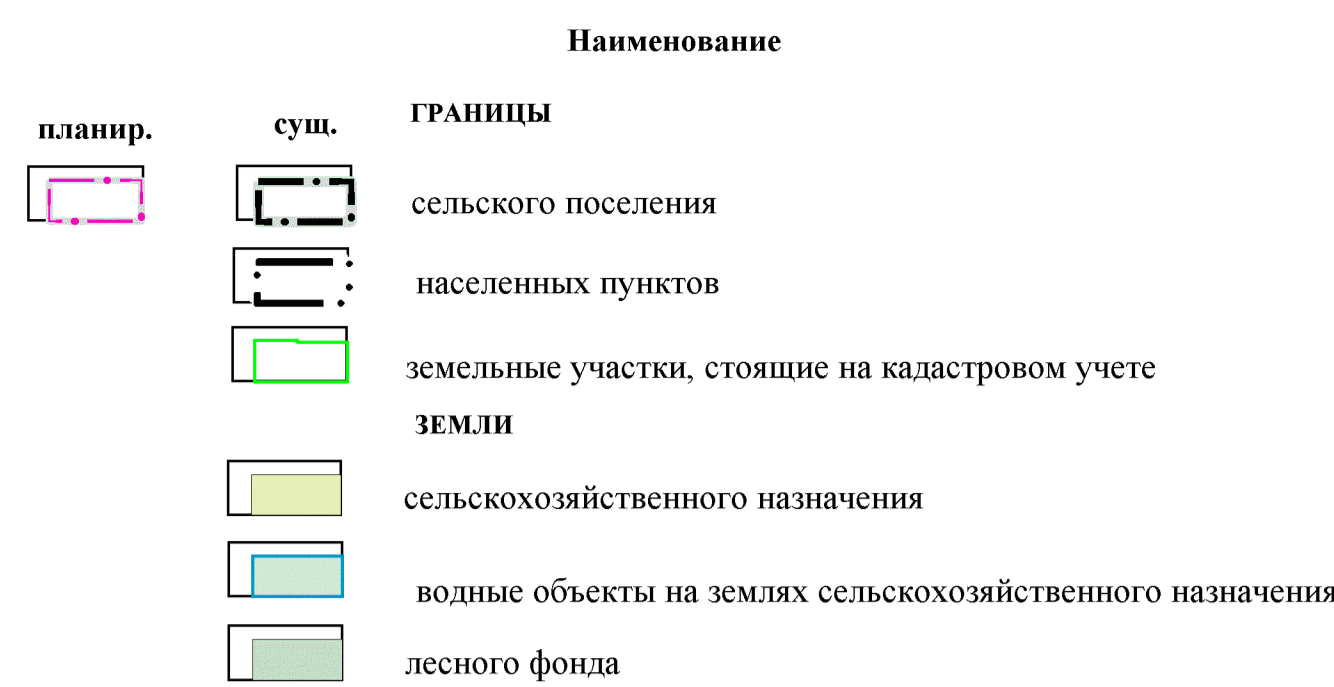 Наименование
планир. сущ. ГРАНИЦЫ
сельского поселения
населенных пунктов
земельные участки, стоящие на кадастровом учете
ЗЕМЛИ
сельскохозяйственного назначения
водные объекты на землях сельскохозяйственного назначения
лесного фонда